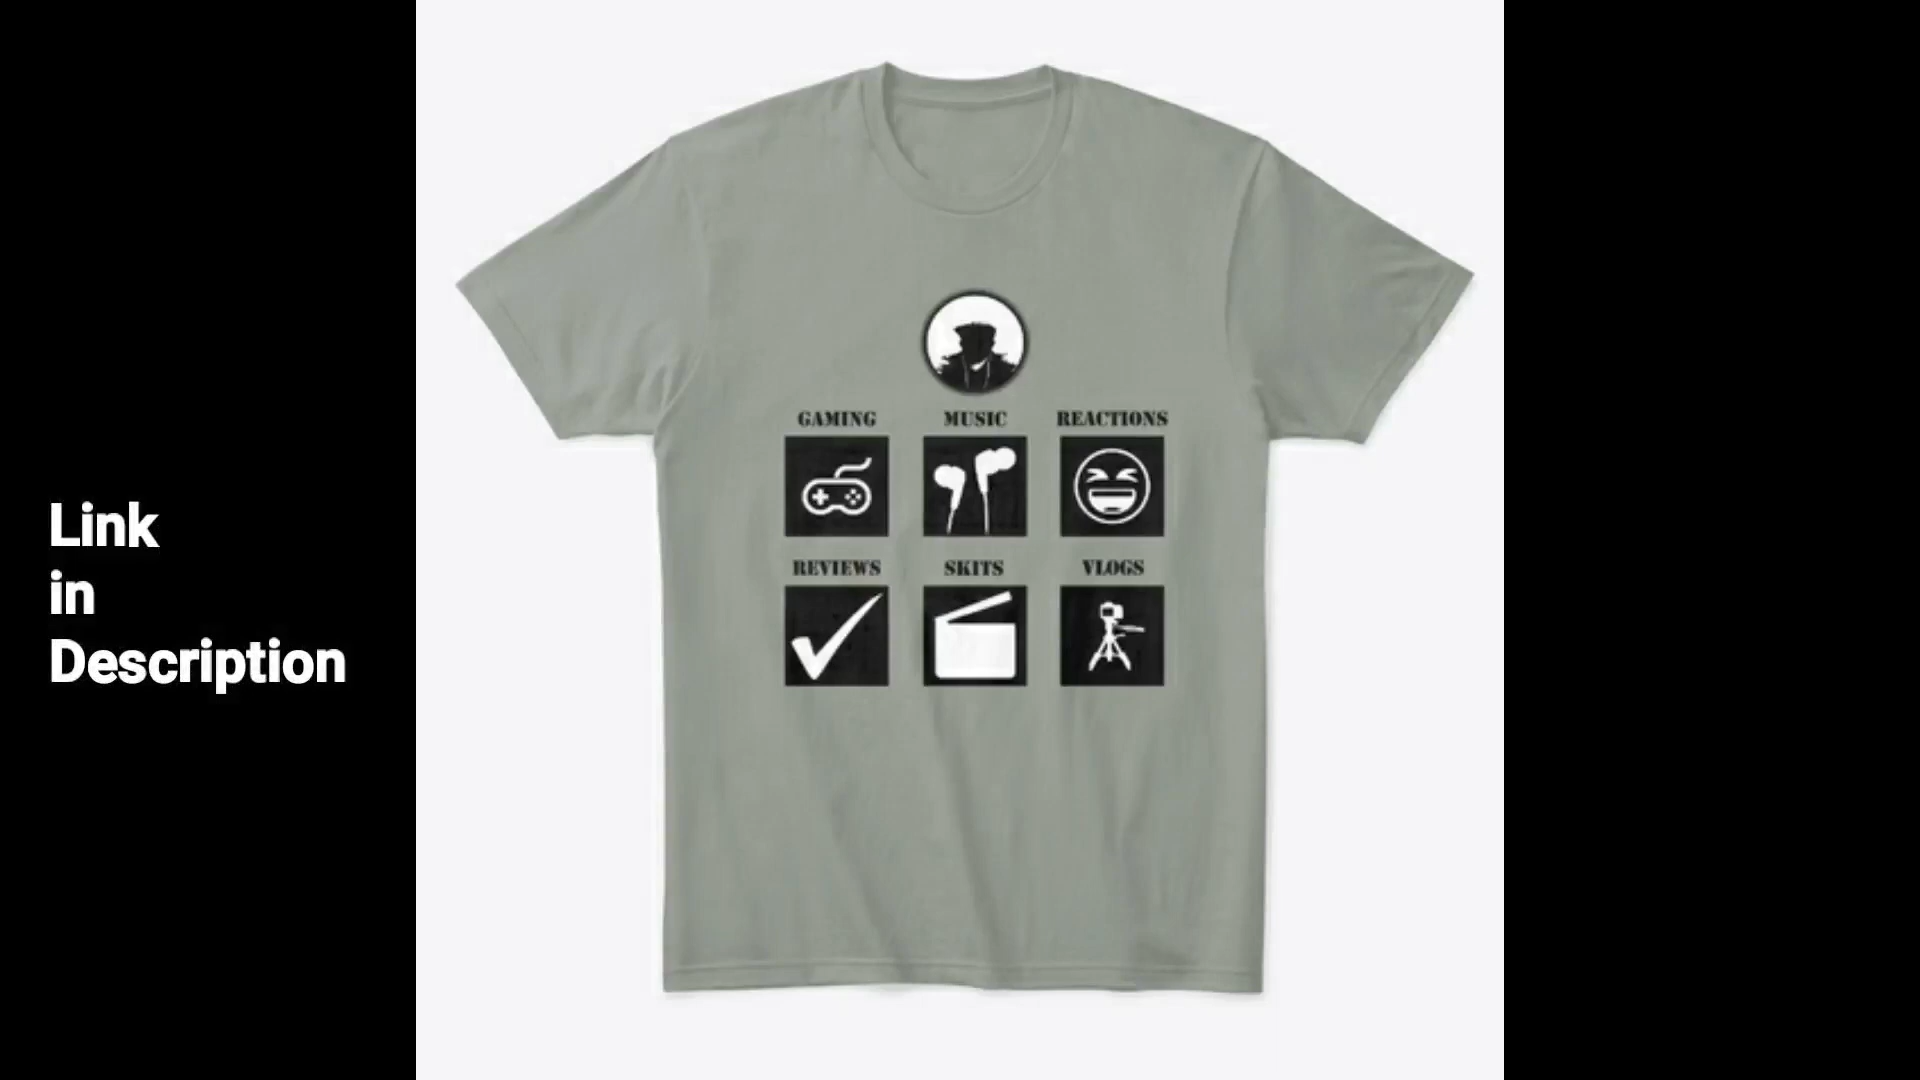 Link
in
Description
GAMING MUSIC REACTIONS
REVIEWS SKITS VLOGS